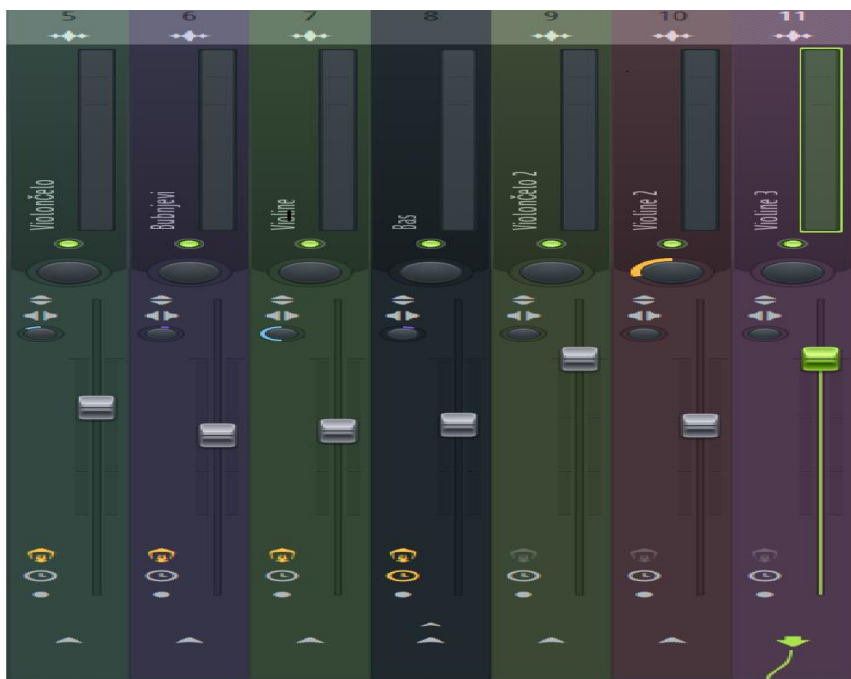 5
6
7
8
9
10
11
Violončelo
Bubnjevi
Violine
Bas
Violončelo 2
Violine 2
Violine 3